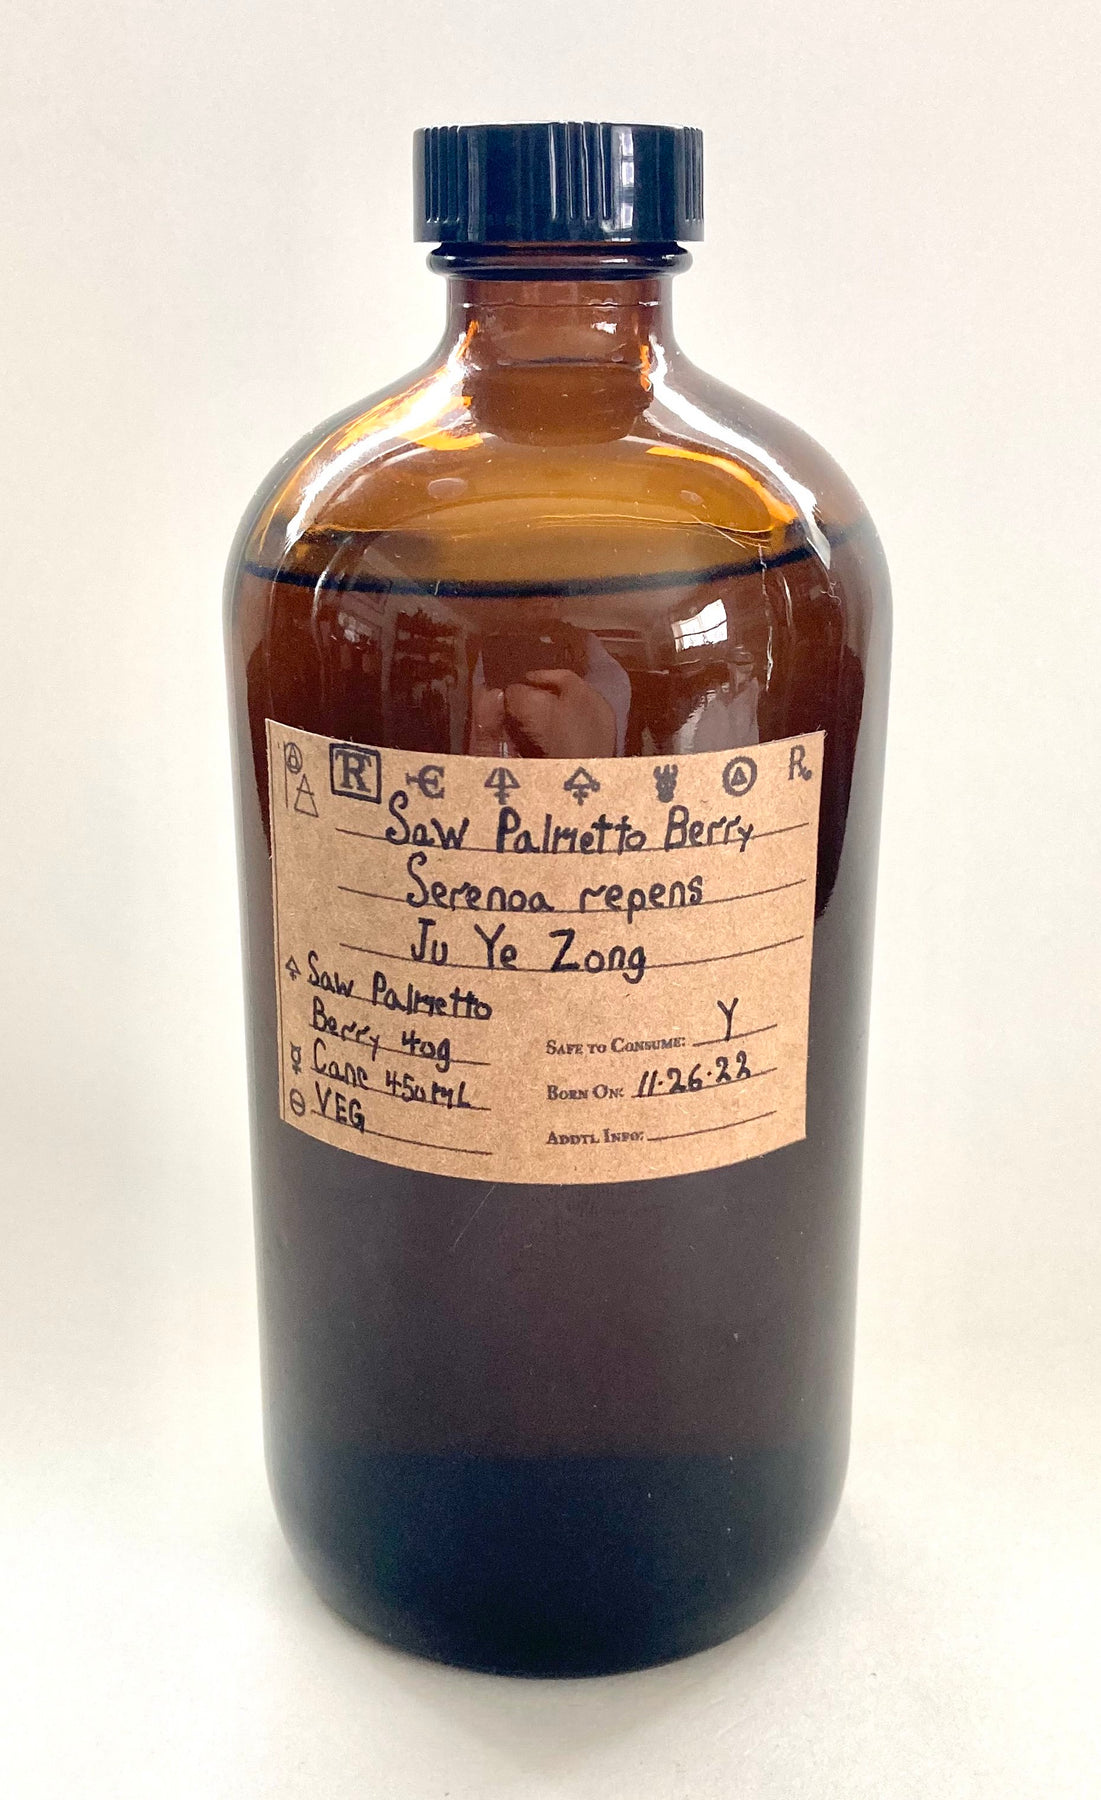 Saw Palmetto Berry
Serenoa repens
Ju Ye Zong
Saw Palmetto
Berry 40g
Cane 450mL
VEG
SAFE TO CONSUME: Y
BORN ON: 11·26·22
ADDTL INFO: